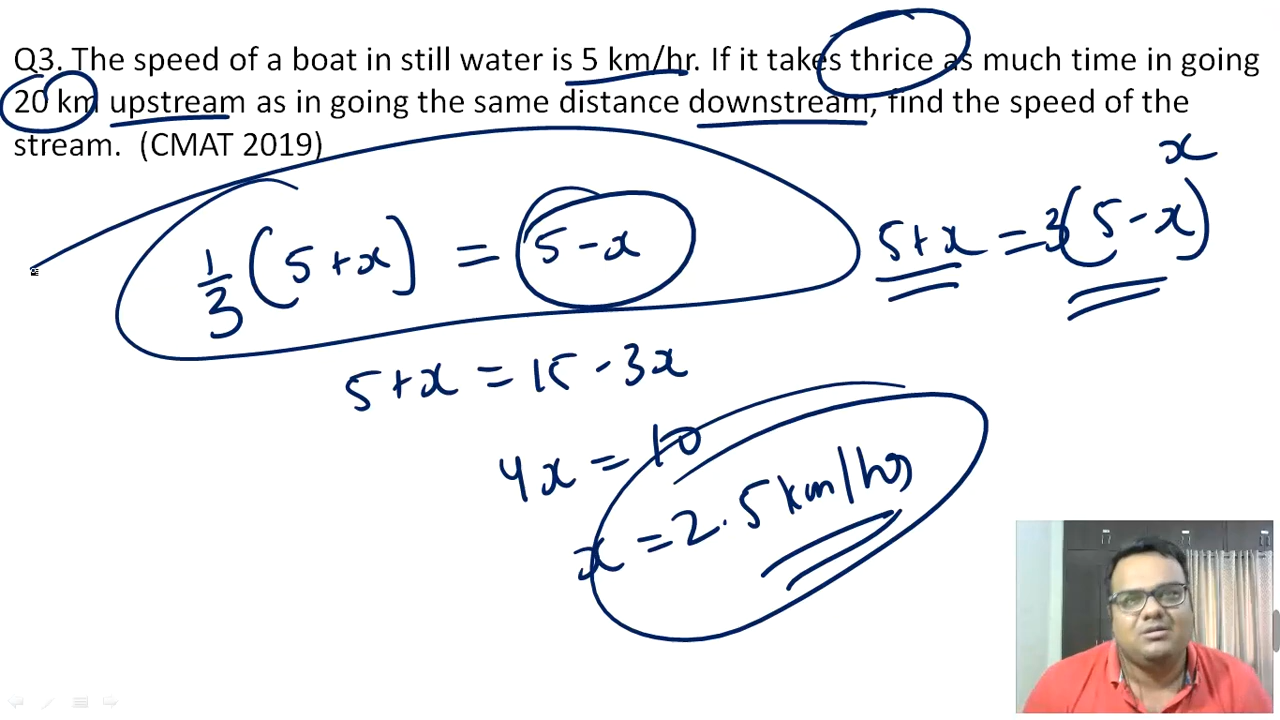 Q3. The speed of a boat in still water is 5 km/hr. If it takes thrice as much time in going
20 km upstream as in going the same distance downstream, find the speed of the
stream. (CMAT 2019)
x
1/3 (5+x) = 5-x
5+x = 3(5-x)
5+x = 15-3x
4x = 10
x = 2.5 km/hr